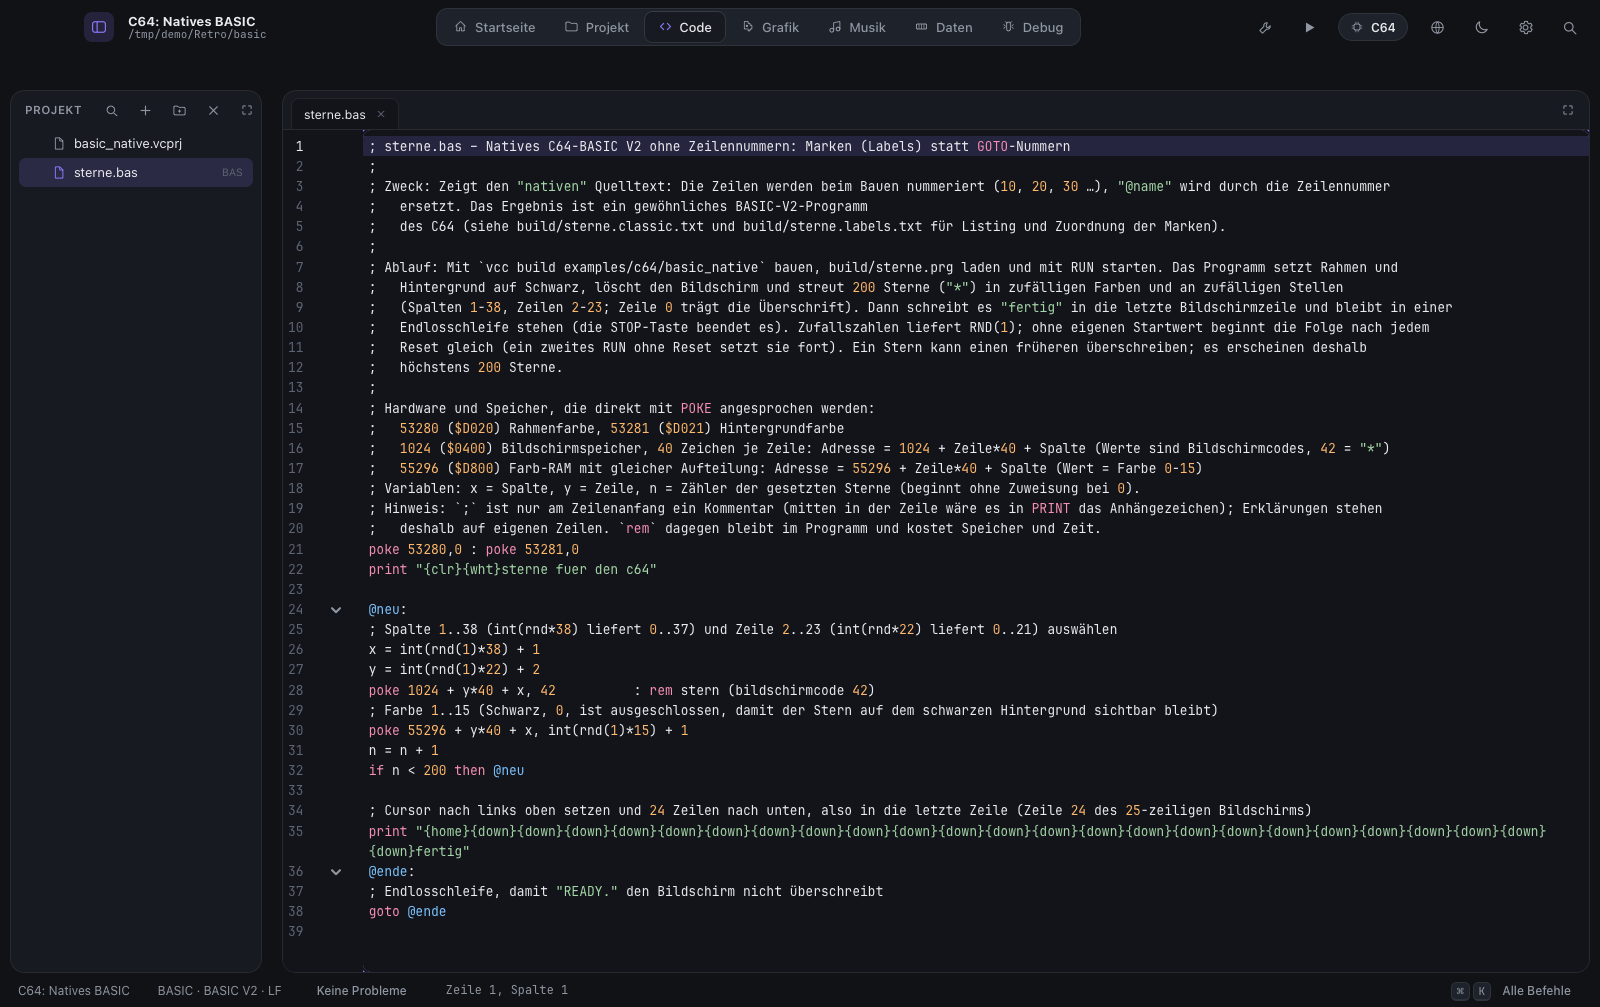 C64: Natives BASIC
/tmp/demo/Retro/basic
Startseite
Projekt
Code
Grafik
Musik
Daten
Debug
C64
PROJEKT
basic_native.vcprj
sterne.bas BAS
sterne.bas
1 ; sterne.bas – Natives C64-BASIC V2 ohne Zeilennummern: Marken (Labels) statt GOTO-Nummern
2 ;
3 ; Zweck: Zeigt den "nativen" Quelltext: Die Zeilen werden beim Bauen nummeriert (10, 20, 30 …), "@name" wird durch die Zeilennummer
4 ;   ersetzt. Das Ergebnis ist ein gewöhnliches BASIC-V2-Programm
5 ;   des C64 (siehe build/sterne.classic.txt und build/sterne.labels.txt für Listing und Zuordnung der Marken).
6 ;
7 ; Ablauf: Mit `vcc build examples/c64/basic_native` bauen, build/sterne.prg laden und mit RUN starten. Das Programm setzt Rahmen und
8 ;   Hintergrund auf Schwarz, löscht den Bildschirm und streut 200 Sterne ("*") in zufälligen Farben und an zufälligen Stellen
9 ;   (Spalten 1-38, Zeilen 2-23; Zeile 0 trägt die Überschrift). Dann schreibt es "fertig" in die letzte Bildschirmzeile und bleibt in einer
10 ;   Endlosschleife stehen (die STOP-Taste beendet es). Zufallszahlen liefert RND(1); ohne eigenen Startwert beginnt die Folge nach jedem
11 ;   Reset gleich (ein zweites RUN ohne Reset setzt sie fort). Ein Stern kann einen früheren überschreiben; es erscheinen deshalb
12 ;   höchstens 200 Sterne.
13 ;
14 ; Hardware und Speicher, die direkt mit POKE angesprochen werden:
15 ;   53280 ($D020) Rahmenfarbe, 53281 ($D021) Hintergrundfarbe
16 ;   1024 ($0400) Bildschirmspeicher, 40 Zeichen je Zeile: Adresse = 1024 + Zeile*40 + Spalte (Werte sind Bildschirmcodes, 42 = "*")
17 ;   55296 ($D800) Farb-RAM mit gleicher Aufteilung: Adresse = 55296 + Zeile*40 + Spalte (Wert = Farbe 0-15)
18 ; Variablen: x = Spalte, y = Zeile, n = Zähler der gesetzten Sterne (beginnt ohne Zuweisung bei 0).
19 ; Hinweis: `;` ist nur am Zeilenanfang ein Kommentar (mitten in der Zeile wäre es in PRINT das Anhängezeichen); Erklärungen stehen
20 ;   deshalb auf eigenen Zeilen. `rem` dagegen bleibt im Programm und kostet Speicher und Zeit.
21 poke 53280,0 : poke 53281,0
22 print "{clr}{wht}sterne fuer den c64"
23
24 @neu:
25 ; Spalte 1..38 (int(rnd*38) liefert 0..37) und Zeile 2..23 (int(rnd*22) liefert 0..21) auswählen
26 x = int(rnd(1)*38) + 1
27 y = int(rnd(1)*22) + 2
28 poke 1024 + y*40 + x, 42          : rem stern (bildschirmcode 42)
29 ; Farbe 1..15 (Schwarz, 0, ist ausgeschlossen, damit der Stern auf dem schwarzen Hintergrund sichtbar bleibt)
30 poke 55296 + y*40 + x, int(rnd(1)*15) + 1
31 n = n + 1
32 if n < 200 then @neu
33
34 ; Cursor nach links oben setzen und 24 Zeilen nach unten, also in die letzte Zeile (Zeile 24 des 25-zeiligen Bildschirms)
35 print "{home}{down}{down}{down}{down}{down}{down}{down}{down}{down}{down}{down}{down}{down}{down}{down}{down}{down}{down}{down}{down}{down}{down}{down}
{down}fertig"
36 @ende:
37 ; Endlosschleife, damit "READY." den Bildschirm nicht überschreibt
38 goto @ende
39
C64: Natives BASIC
BASIC · BASIC V2 · LF
Keine Probleme
Zeile 1, Spalte 1
⌘ K Alle Befehle